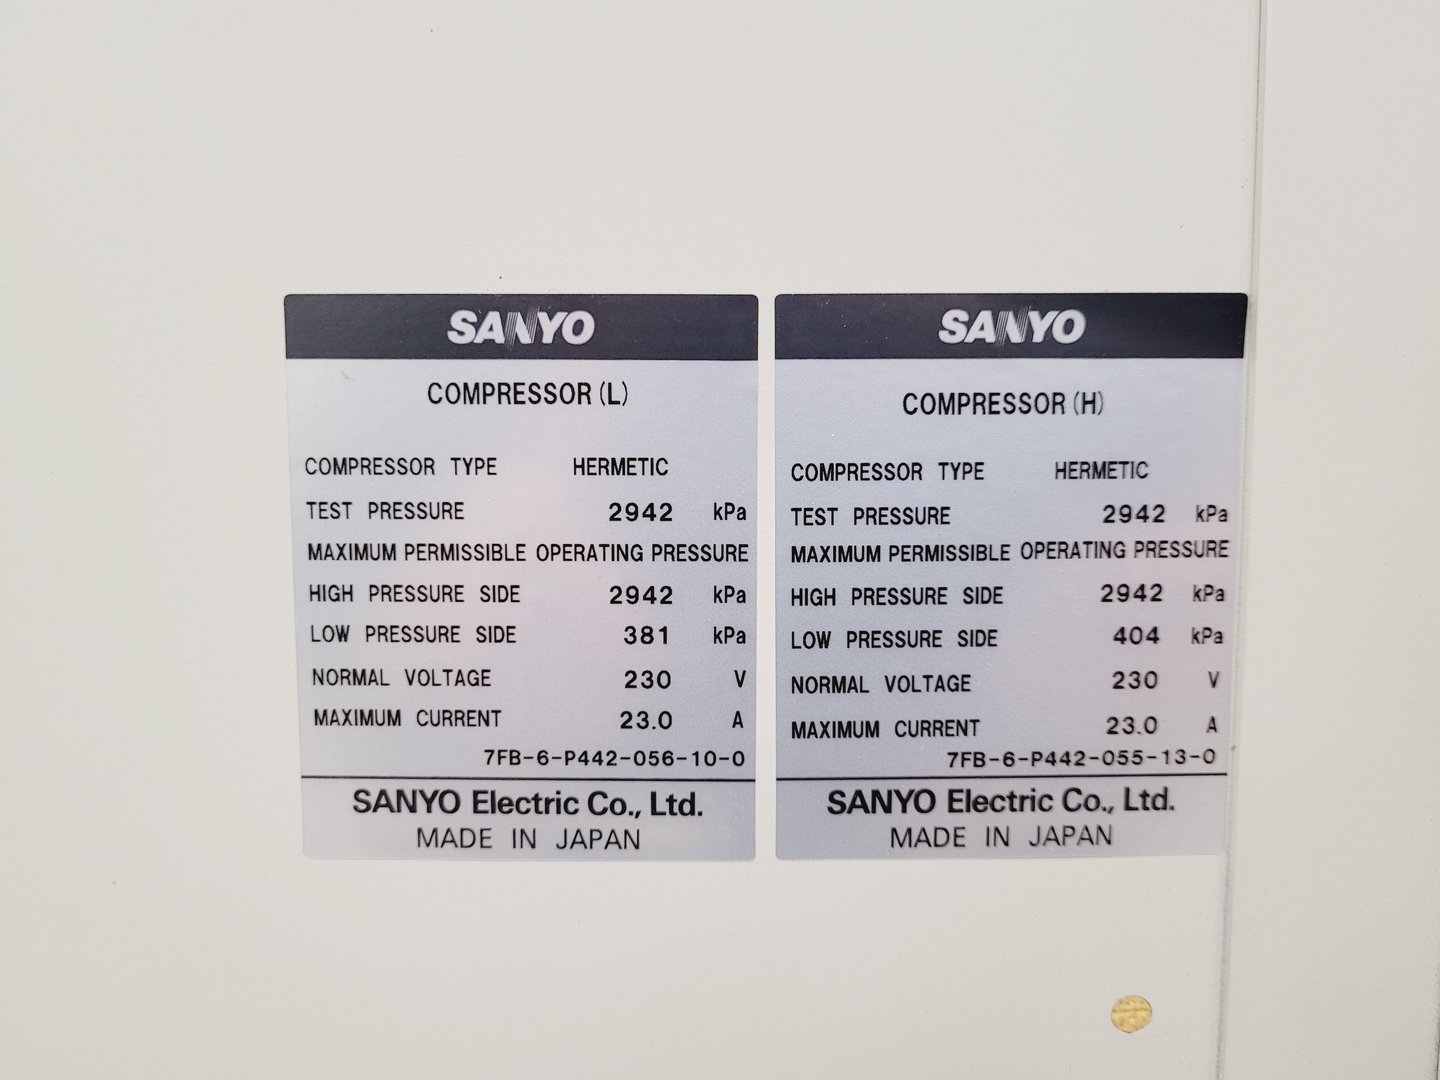 SANYO
COMPRESSOR (L)
COMPRESSOR TYPE HERMETIC
TEST PRESSURE 2942 kPa
MAXIMUM PERMISSIBLE OPERATING PRESSURE
HIGH PRESSURE SIDE 2942 kPa
LOW PRESSURE SIDE 381 kPa
NORMAL VOLTAGE 230 V
MAXIMUM CURRENT 23.0 A
7FB-6-P442-056-10-0
SANYO Electric Co., Ltd.
MADE IN JAPAN
SANYO
COMPRESSOR (H)
COMPRESSOR TYPE HERMETIC
TEST PRESSURE 2942 kPa
MAXIMUM PERMISSIBLE OPERATING PRESSURE
HIGH PRESSURE SIDE 2942 kPa
LOW PRESSURE SIDE 404 kPa
NORMAL VOLTAGE 230 V
MAXIMUM CURRENT 23.0 A
7FB-6-P442-055-13-0
SANYO Electric Co., Ltd.
MADE IN JAPAN